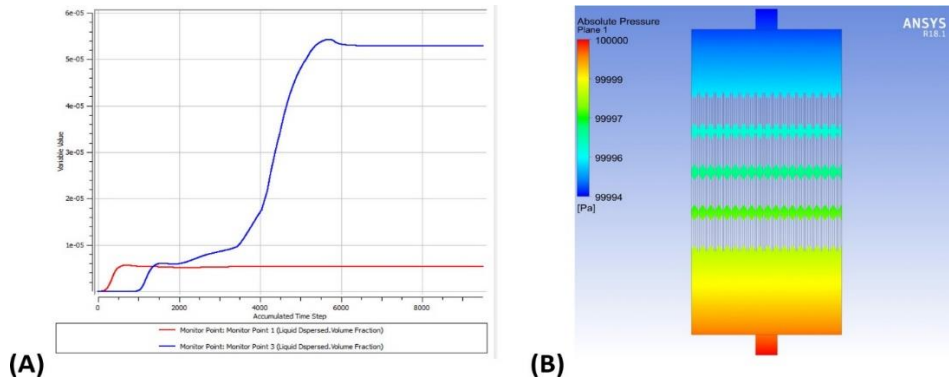 6e-05
5e-05
4e-05
3e-05
2e-05
1e-05
0
Variable Value
0
2000
4000
6000
8000
Accumulated Time Step
Monitor Point: Monitor Point 1 (Liquid Dispersed.Volume Fraction)
Monitor Point: Monitor Point 3 (Liquid Dispersed.Volume Fraction)
(A)
Absolute Pressure
Plane 1
100000
99999
99997
99996
99994
[Pa]
ANSYS
R18.1
(B)